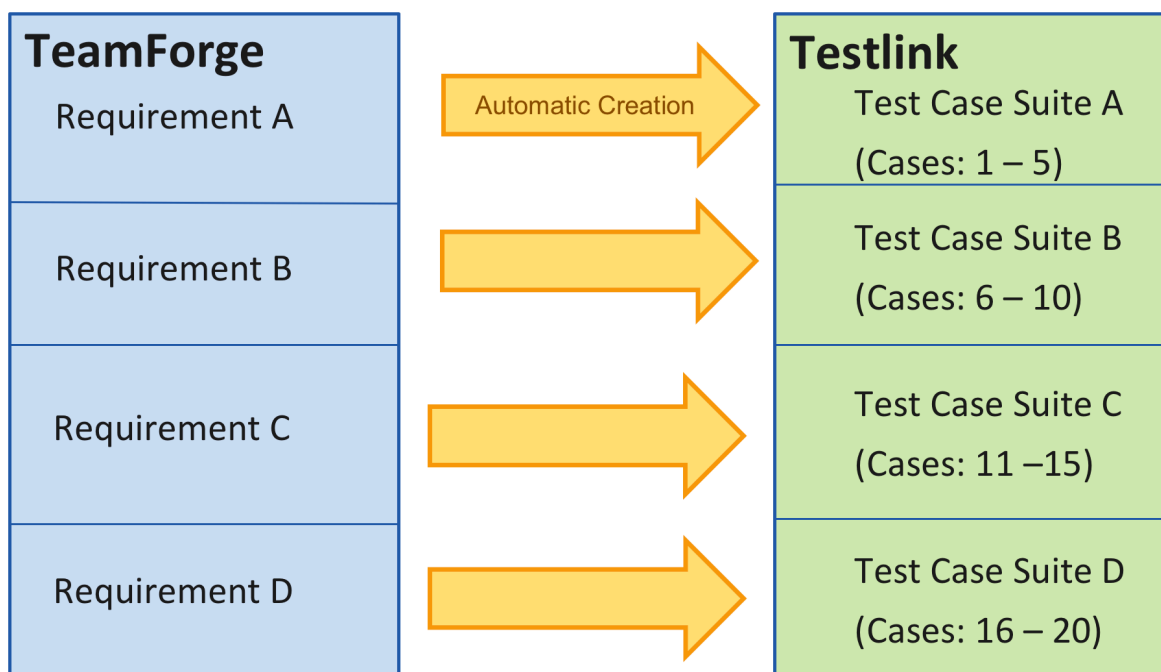 TeamForge
Requirement A
Requirement B
Requirement C
Requirement D
Automatic Creation
Testlink
Test Case Suite A
(Cases: 1 – 5)
Test Case Suite B
(Cases: 6 – 10)
Test Case Suite C
(Cases: 11 –15)
Test Case Suite D
(Cases: 16 – 20)